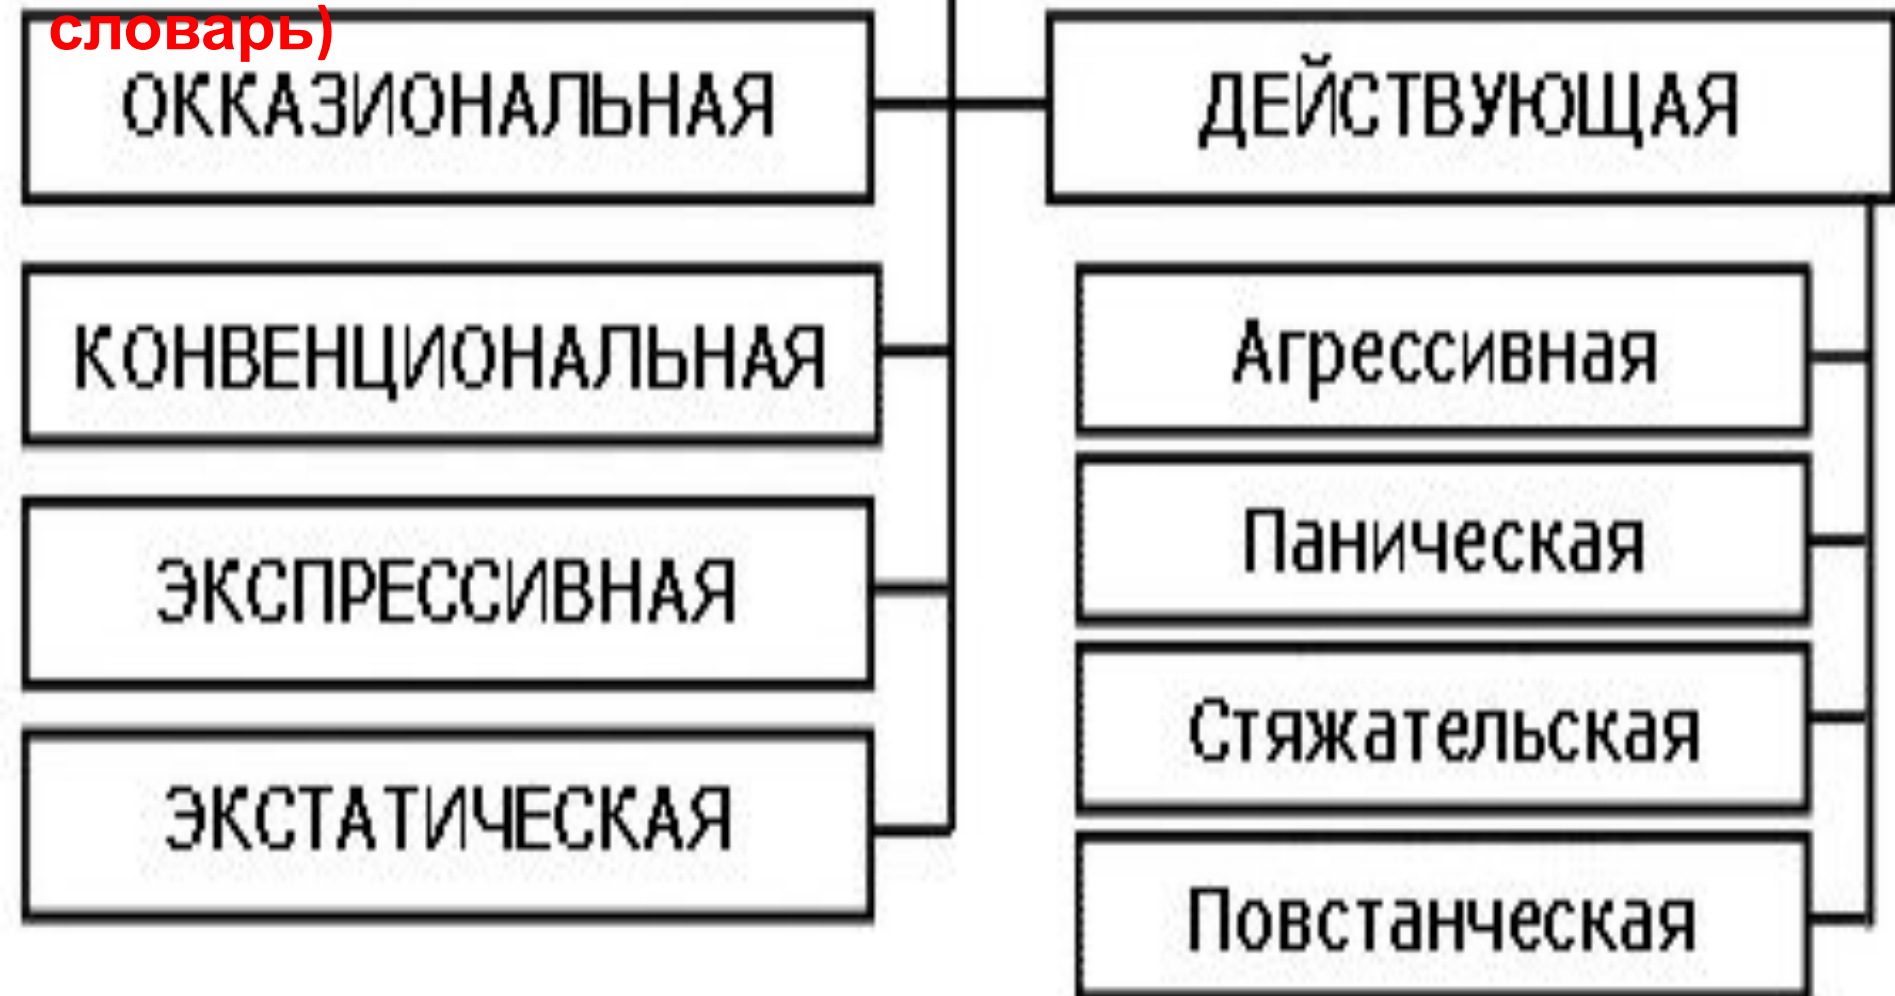 словарь)
ОККАЗИОНАЛЬНАЯ
КОНВЕНЦИОНАЛЬНАЯ
ЭКСПРЕССИВНАЯ
ЭКСТАТИЧЕСКАЯ
ДЕЙСТВУЮЩАЯ
Агрессивная
Паническая
Стяжательская
Повстанческая